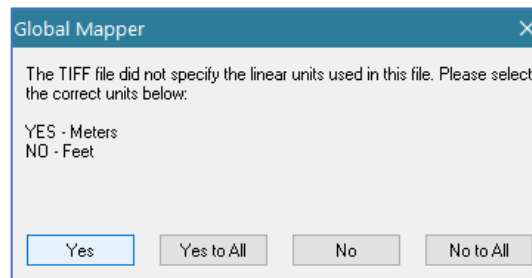 Global Mapper
The TIFF file did not specify the linear units used in this file. Please select
the correct units below:
YES - Meters
NO - Feet
Yes
Yes to All
No
No to All